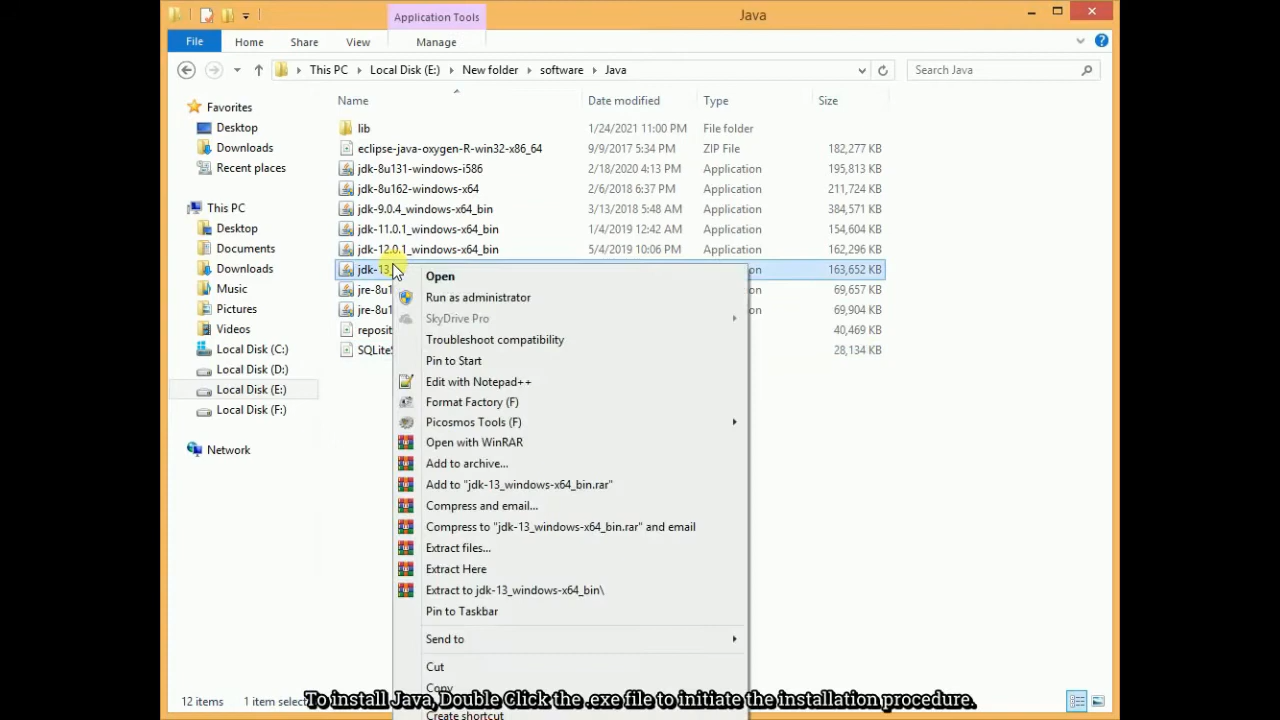 Application Tools
Java
File
Home
Share
View
Manage
This PC
Local Disk (E:)
New folder
software
Java
Search Java
Name
Date modified
Type
Size
Favorites
Desktop
Downloads
Recent places
This PC
Desktop
Documents
Downloads
Music
Pictures
Videos
Local Disk (C:)
Local Disk (D:)
Local Disk (E:)
Local Disk (F:)
Network
lib 1/24/2021 11:00 PM File folder
eclipse-java-oxygen-R-win32-x86_64 9/9/2017 5:34 PM ZIP File 182,277 KB
jdk-8u131-windows-i586 2/18/2020 4:13 PM Application 195,813 KB
jdk-8u162-windows-x64 2/6/2018 6:37 PM Application 211,724 KB
jdk-9.0.4_windows-x64_bin 3/13/2018 5:48 AM Application 384,571 KB
jdk-11.0.1_windows-x64_bin 1/4/2019 12:42 AM Application 154,604 KB
jdk-12.0.1_windows-x64_bin 5/4/2019 10:06 PM Application 162,296 KB
jdk-13 on 163,652 KB
jre-8u1 on 69,657 KB
jre-8u1 on 69,904 KB
reposit 40,469 KB
SQLite 28,134 KB
Open
Run as administrator
SkyDrive Pro
Troubleshoot compatibility
Pin to Start
Edit with Notepad++
Format Factory (F)
Picosmos Tools (F)
Open with WinRAR
Add to archive...
Add to "jdk-13_windows-x64_bin.rar"
Compress and email...
Compress to "jdk-13_windows-x64_bin.rar" and email
Extract files...
Extract Here
Extract to jdk-13_windows-x64_bin\
Pin to Taskbar
Send to
Cut
Copy
Create shortcut
12 items
1 item select
To install Java, Double Click the .exe file to initiate the installation procedure.